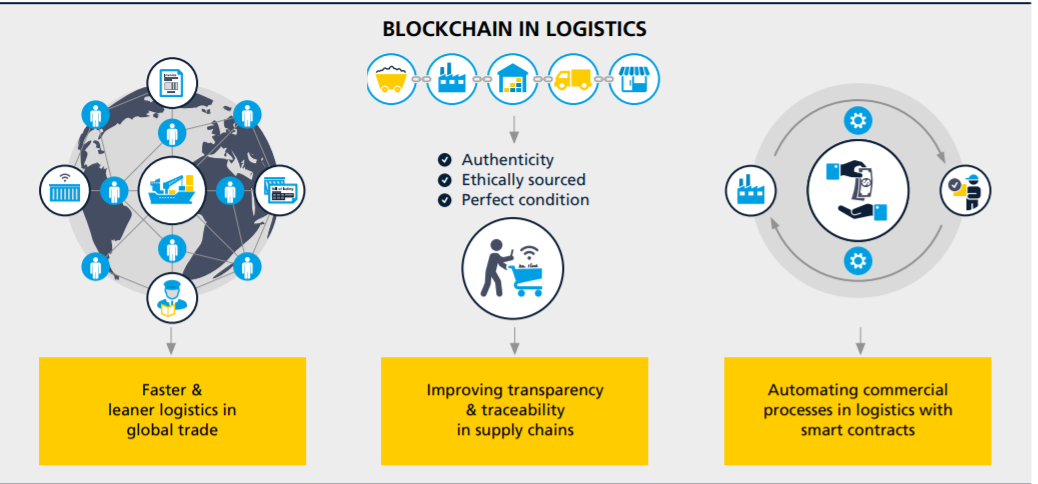 BLOCKCHAIN IN LOGISTICS
Authenticity
Ethically sourced
Perfect condition
Faster &
leaner logistics in
global trade
Improving transparency
& traceability
in supply chains
Automating commercial
processes in logistics with
smart contracts